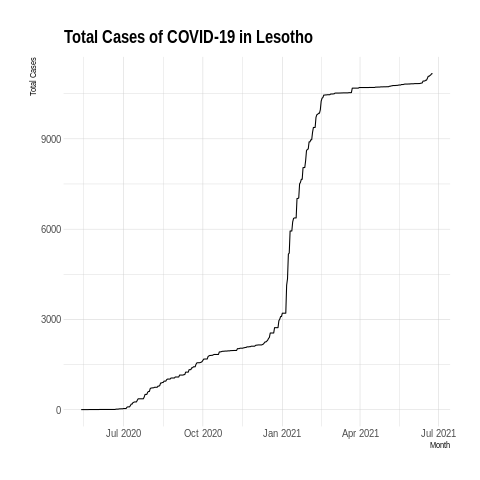 Total Cases of COVID-19 in Lesotho
Total Cases
9000
6000
3000
0
Jul 2020 Oct 2020 Jan 2021 Apr 2021 Jul 2021
Month